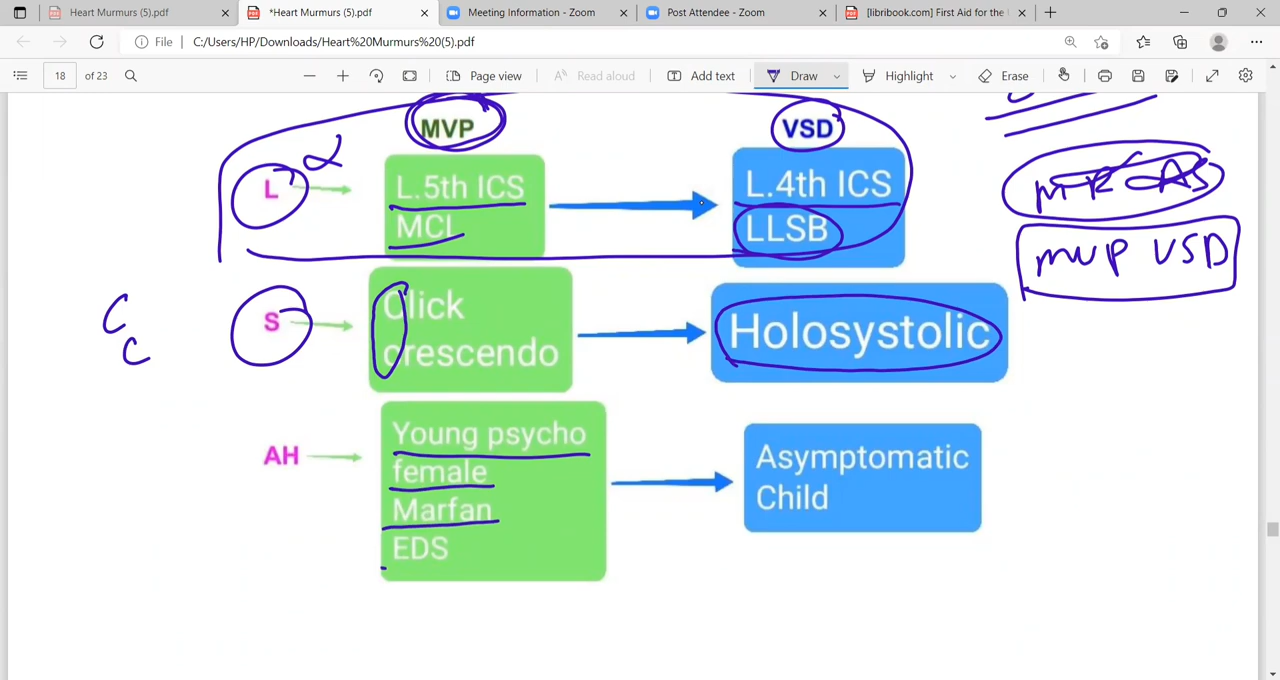 Heart Murmurs (5).pdf
*Heart Murmurs (5).pdf
Meeting Information - Zoom
Post Attendee - Zoom
[libribook.com] First Aid for the
File
C:/Users/HP/Downloads/Heart%20Murmurs%20(5).pdf
18 of 23
Page view
Read aloud
Add text
Draw
Highlight
Erase
MVP
VSD
L
α
L.5th ICS
MCL
L.4th ICS
LLSB
MR AS
MVP VSD
C
C
S
Click
crescendo
Holosystolic
AH
Young psycho
female
Marfan
EDS
Asymptomatic
Child